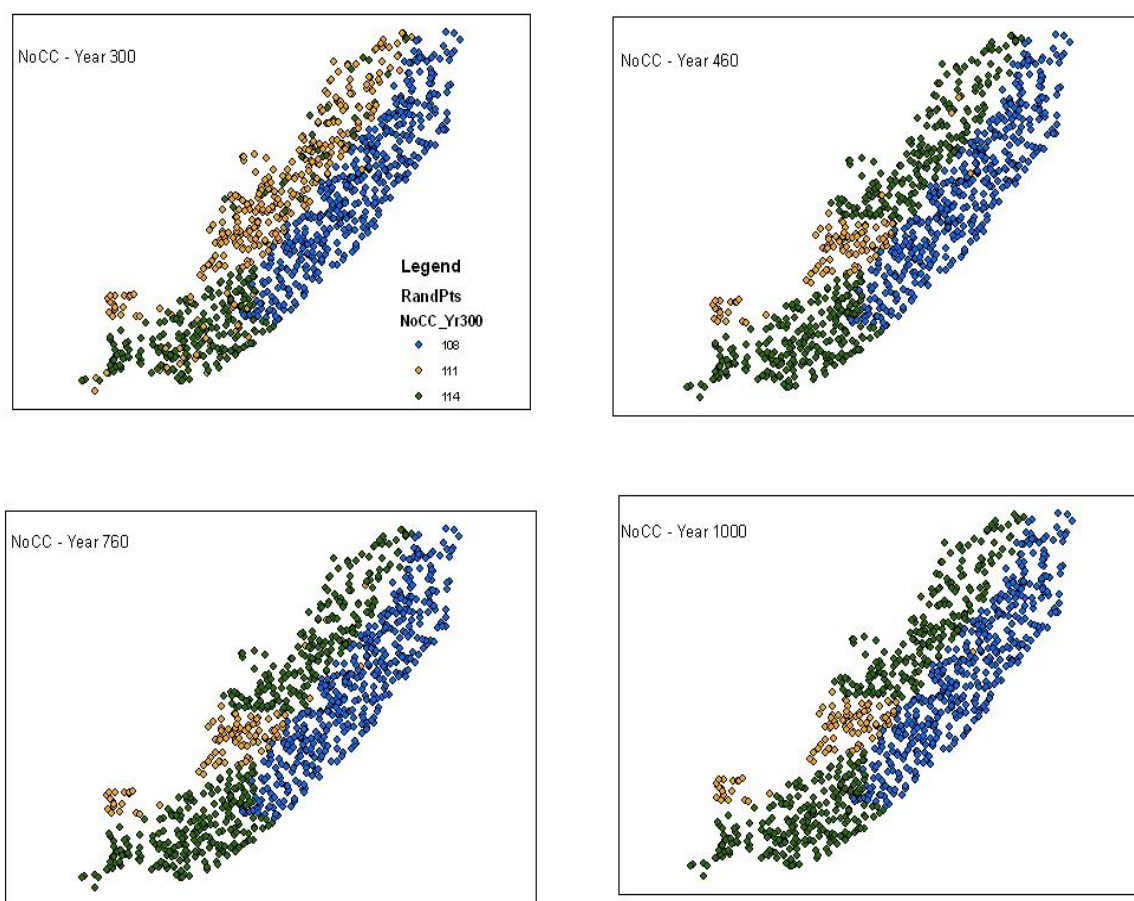 NoCC - Year 300
Legend
RandPts
NoCC_Yr300
108
111
114
NoCC - Year 460
NoCC - Year 760
NoCC - Year 1000